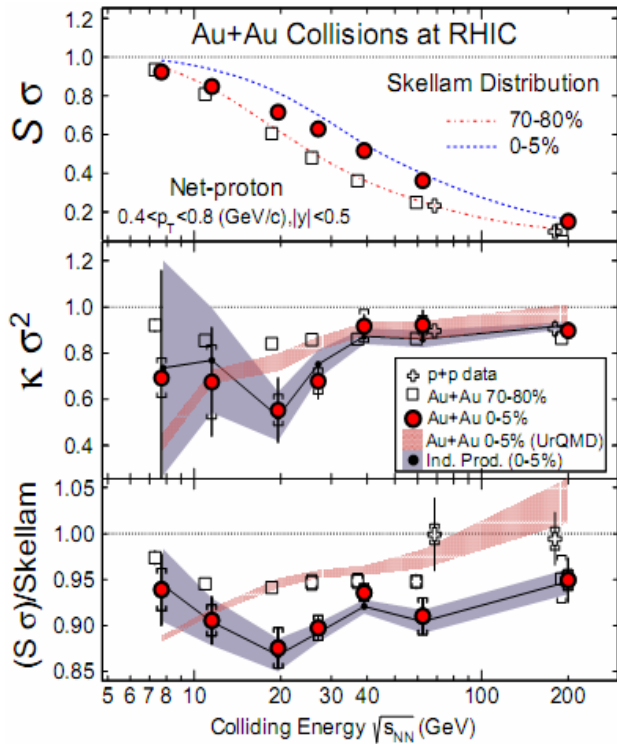 Au+Au Collisions at RHIC
Skellam Distribution
70-80%
0-5%
Net-proton
0.4<p_T<0.8 (GeV/c),|y|<0.5
S σ
1.2
1.0
0.8
0.6
0.4
0.2
κ σ²
1.0
0.8
0.6
0.4
p+p data
Au+Au 70-80%
Au+Au 0-5%
Au+Au 0-5% (UrQMD)
Ind. Prod. (0-5%)
(S σ)/Skellam
1.05
1.00
0.95
0.90
0.85
5 6 7 8 10 20 30 40 100 200
Colliding Energy √s_NN (GeV)